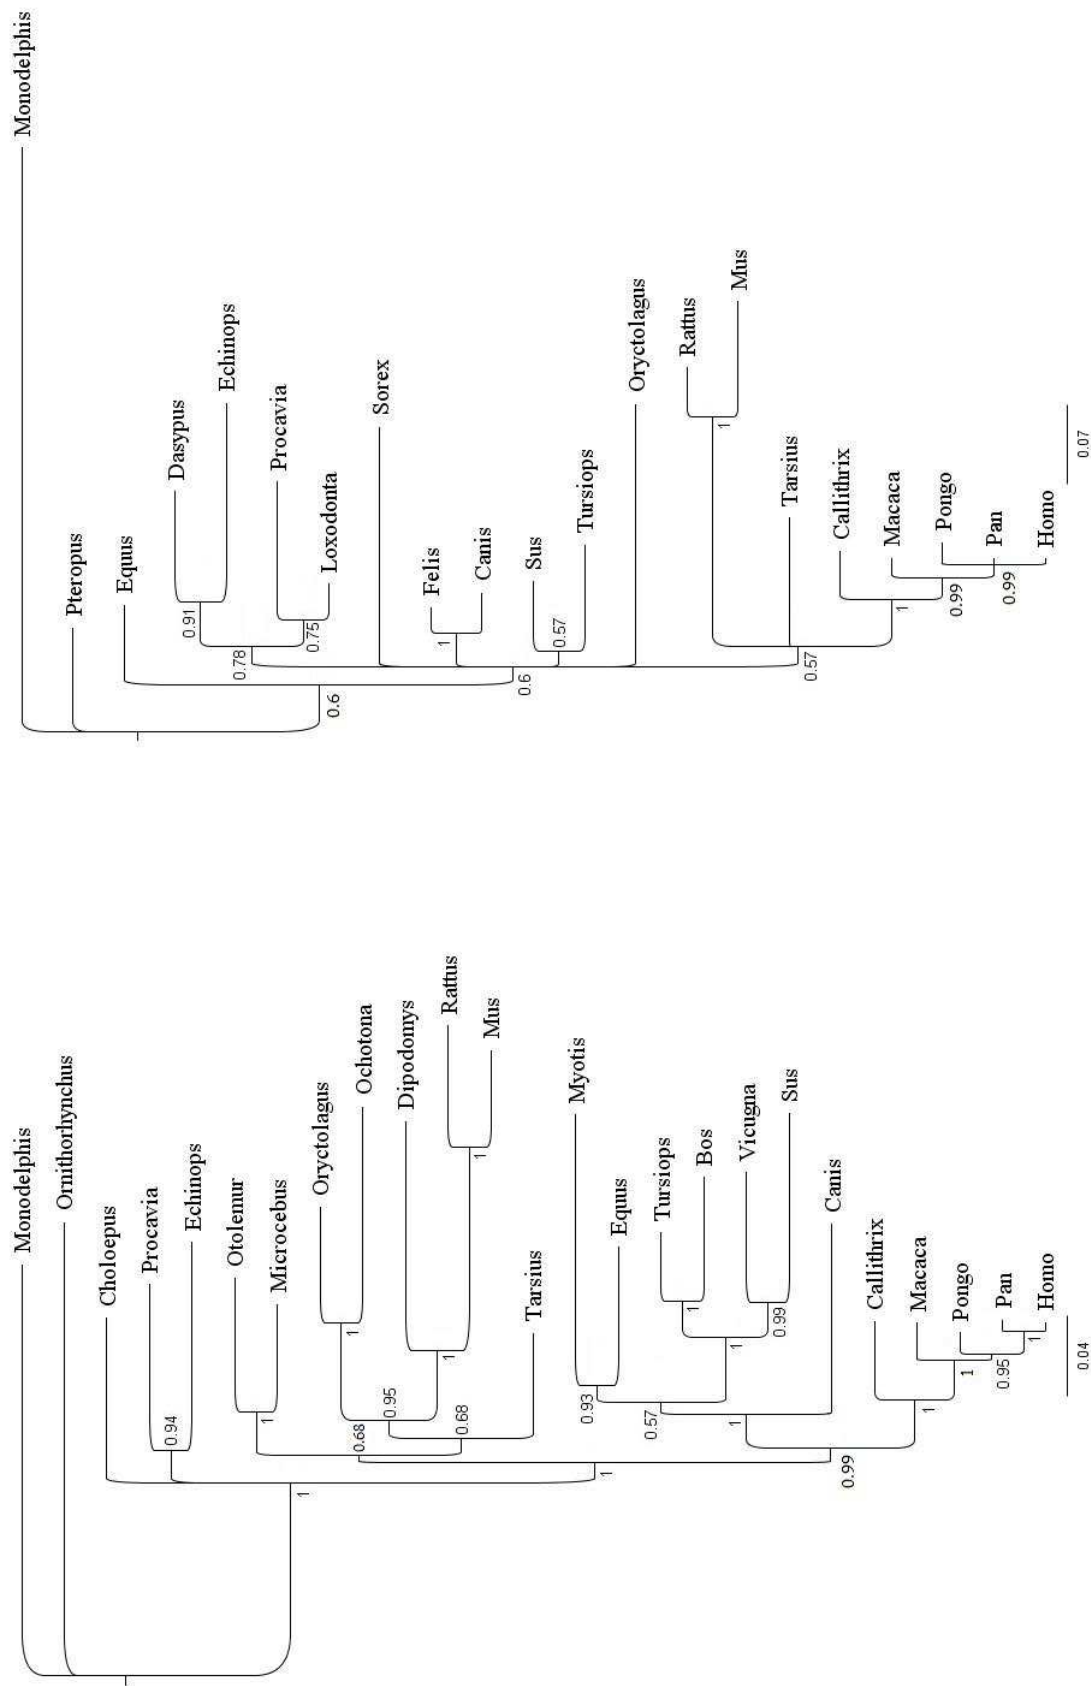 Monodelphis
Pteropus
Equus
Dasypus
Echinops
0.91
Procavia
Loxodonta
0.75
0.78
Sorex
Felis
Canis
1
Sus
Tursiops
0.57
Oryctolagus
Rattus
Mus
1
Tarsius
Callithrix
Macaca
Pongo
Pan
Homo
0.99
0.99
1
0.57
0.6
0.6
0.07
Monodelphis
Ornithorhynchus
Choloepus
Procavia
Echinops
0.94
Otolemur
Microcebus
1
Oryctolagus
Ochotona
1
Dipodomys
Rattus
Mus
1
1
0.95
Tarsius
0.68
0.68
Myotis
Equus
0.93
Tursiops
Bos
1
Vicugna
Sus
0.99
1
0.57
Canis
1
Callithrix
Macaca
Pongo
Pan
Homo
1
0.95
1
1
0.99
1
1
0.04